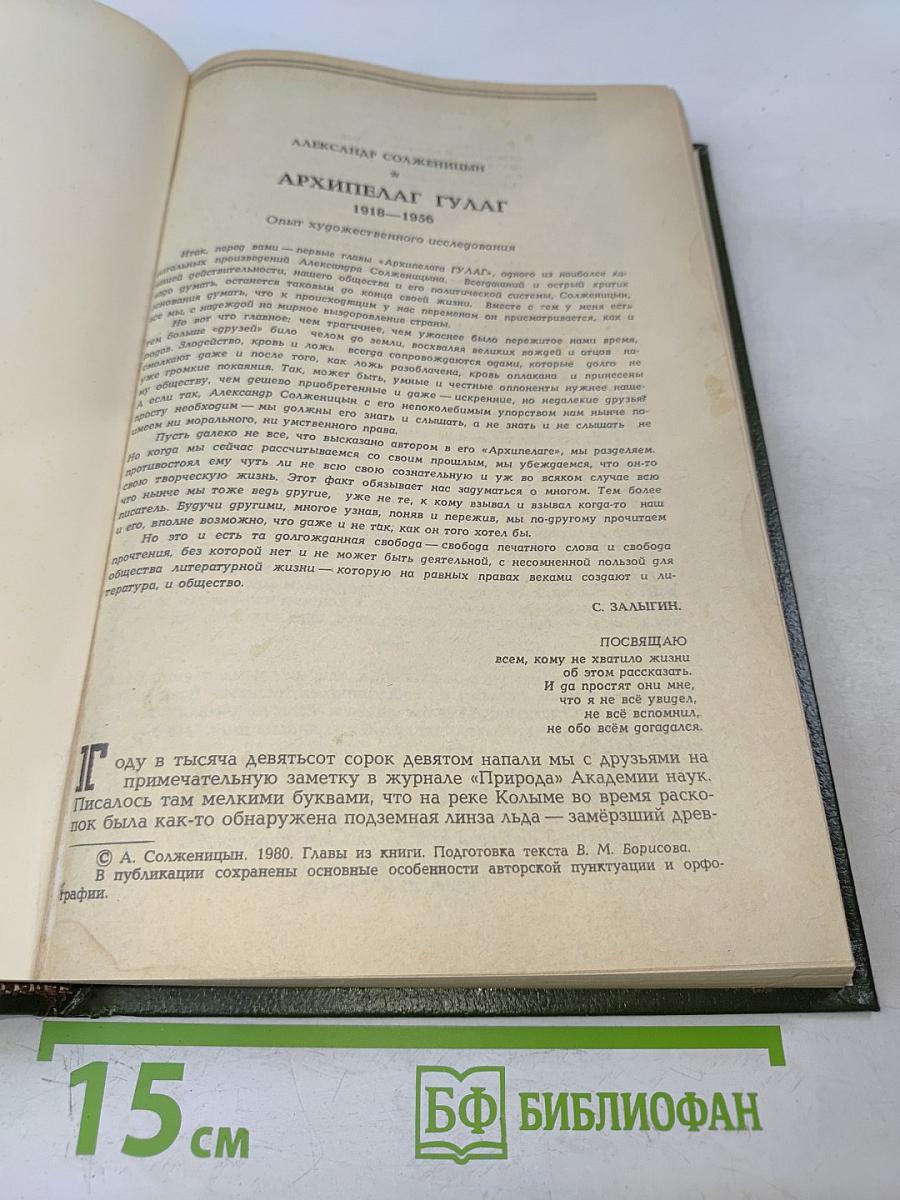 АЛЕКСАНДР СОЛЖЕНИЦЫН
*
АРХИПЕЛАГ ГУЛАГ
1918—1956
Опыт художественного исследования
Итак, перед вами — первые главы «Архипелага ГУЛАГ», одного из наиболее ка-
питальных произведений Александра Солженицына. Всегдашний и острый критик
нашей действительности, нашего общества и его политической системы, Солженицын,
надо думать, останется таковым до конца своей жизни. Вместе с тем у меня есть
основания думать, что к происходящим у нас переменам он присматривается, как и
все мы, с надеждой на мирное выздоровление страны.
Но вот что главное: чем трагичнее, чем ужаснее было пережитое нами время,
тем больше «друзей» било челом до земли, восхваляя великих вождей и отцов на-
родов. Злодейство, кровь и ложь всегда сопровождаются одами, которые долго не
смолкают даже и после того, как ложь разоблачена, кровь оплакана и принесены
уже громкие покаяния. Так, может быть, умные и честные оппоненты нужнее наше-
му обществу, чем дешево приобретенные и даже — искренние, но недалекие друзья?
А если так, Александр Солженицын с его непоколебимым упорством нам нынче по-
просту необходим — мы должны его знать и слышать, а не знать и не слышать не
имеем ни морального, ни умственного права.
Пусть далеко не все, что высказано автором в его «Архипелаге», мы разделяем.
Но когда мы сейчас рассчитываемся со своим прошлым, мы убеждаемся, что он-то
противостоял ему чуть ли не всю свою сознательную и уж во всяком случае всю
свою творческую жизнь. Этот факт обязывает нас задуматься о многом. Тем более
что нынче мы тоже ведь другие, уже не те, к кому взывал и взывал когда-то наш
писатель. Будучи другими, многое узнав, поняв и пережив, мы по-другому прочитаем
и его, вполне возможно, что даже и не так, как он того хотел бы.
Но это и есть та долгожданная свобода — свобода печатного слова и свобода
прочтения, без которой нет и не может быть деятельной, с несомненной пользой для
общества литературной жизни — которую на равных правах веками создают и ли-
тература, и общество.
С. ЗАЛЫГИН.
ПОСВЯЩАЮ
всем, кому не хватило жизни
об этом рассказать.
И да простят они мне,
что я не всё увидел,
не всё вспомнил,
не обо всём догадался.
Году в тысяча девятьсот сорок девятом напали мы с друзьями на
примечательную заметку в журнале «Природа» Академии наук.
Писалось там мелкими буквами, что на реке Колыме во время раско-
пок была как-то обнаружена подземная линза льда — замёрзший древ-
© А. Солженицын. 1980. Главы из книги. Подготовка текста В. М. Борисова.
В публикации сохранены основные особенности авторской пунктуации и орфо-
графии.
15 см
БФ БИБЛИОФАН